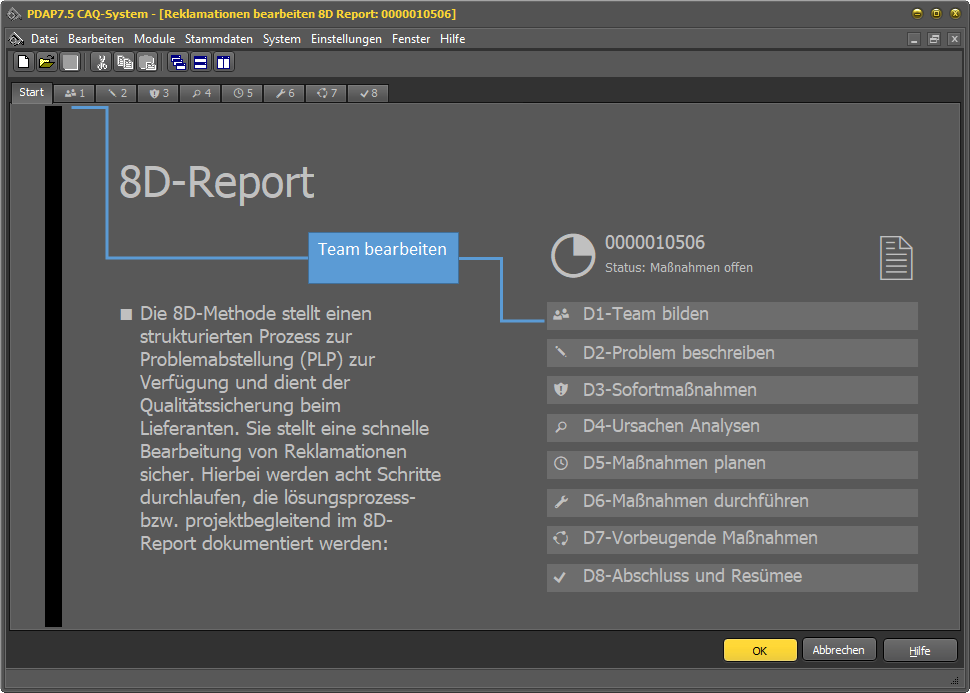 PDAP7.5 CAQ-System - [Reklamationen bearbeiten 8D Report: 0000010506]
Datei Bearbeiten Module Stammdaten System Einstellungen Fenster Hilfe
Start 1 2 3 4 5 6 7 8
8D-Report
Team bearbeiten
0000010506
Status: Maßnahmen offen
Die 8D-Methode stellt einen
strukturierten Prozess zur
Problemabstellung (PLP) zur
Verfügung und dient der
Qualitätssicherung beim
Lieferanten. Sie stellt eine schnelle
Bearbeitung von Reklamationen
sicher. Hierbei werden acht Schritte
durchlaufen, die lösungsprozess-
bzw. projektbegleitend im 8D-
Report dokumentiert werden:
D1-Team bilden
D2-Problem beschreiben
D3-Sofortmaßnahmen
D4-Ursachen Analysen
D5-Maßnahmen planen
D6-Maßnahmen durchführen
D7-Vorbeugende Maßnahmen
D8-Abschluss und Resümee
OK Abbrechen Hilfe